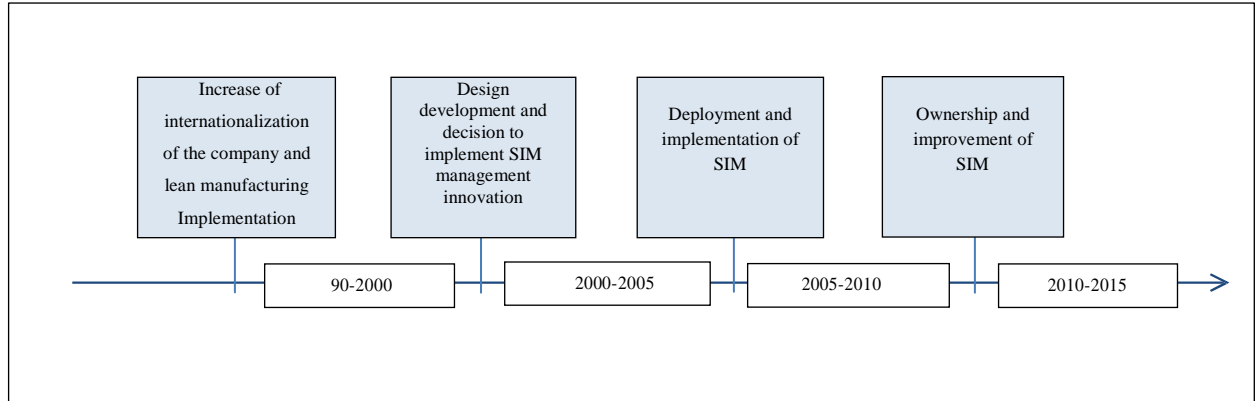 Increase of
internationalization
of the company and
lean manufacturing
Implementation
Design
development and
decision to
implement SIM
management
innovation
Deployment and
implementation of
SIM
Ownership and
improvement of
SIM
90-2000
2000-2005
2005-2010
2010-2015